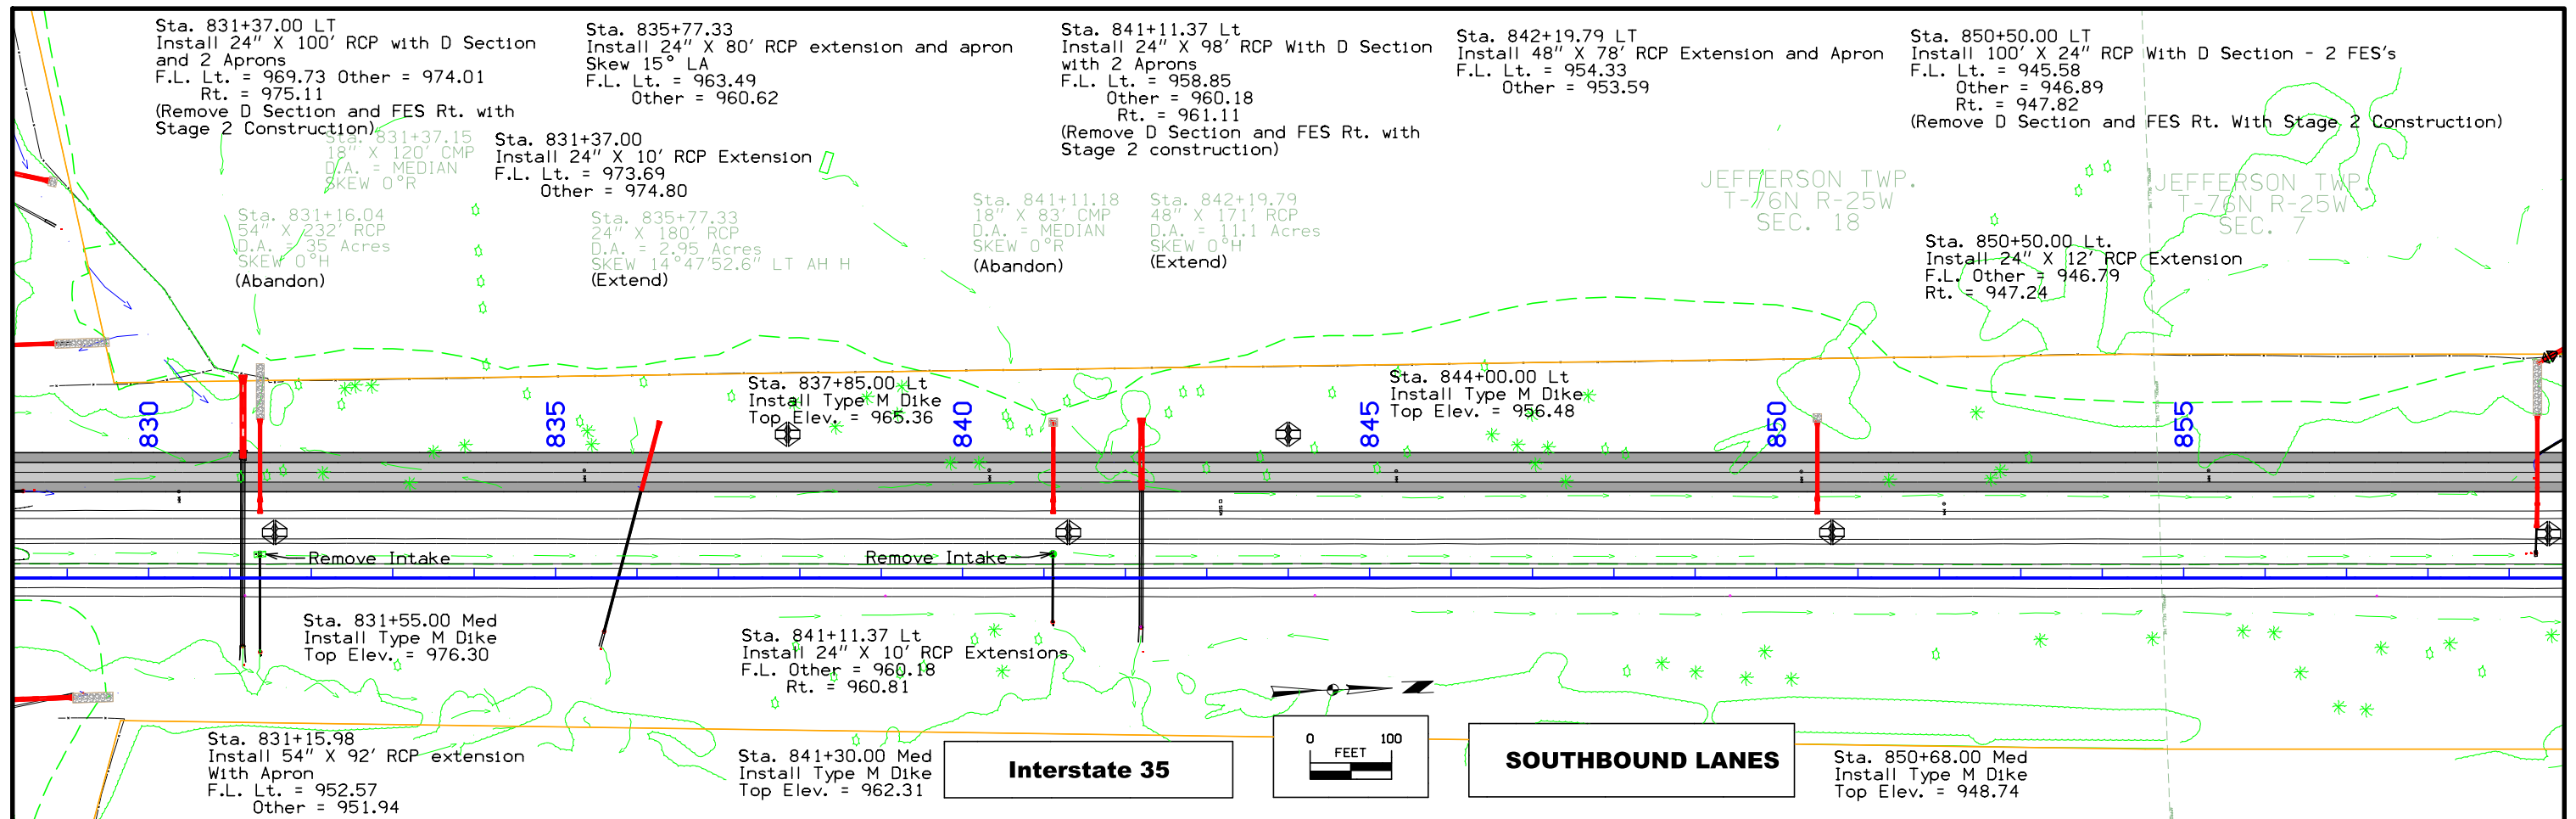 Sta. 831+37.00 LT
Install 24" X 100' RCP with D Section
and 2 Aprons
F.L. Lt. = 969.73 Other = 974.01
Rt. = 975.11
(Remove D Section and FES Rt. with
Stage 2 Construction)
Sta. 835+77.33
Install 24" X 80' RCP extension and apron
Skew 15° LA
F.L. Lt. = 963.49
Other = 960.62
Sta. 841+11.37 Lt
Install 24" X 98' RCP With D Section
with 2 Aprons
F.L. Lt. = 958.85
Other = 960.18
Rt. = 961.11
(Remove D Section and FES Rt. with
Stage 2 construction)
Sta. 842+19.79 LT
Install 48" X 78' RCP Extension and Apron
F.L. Lt. = 954.33
Other = 953.59
Sta. 850+50.00 LT
Install 100' X 24" RCP With D Section - 2 FES's
F.L. Lt. = 945.58
Other = 946.89
Rt. = 947.82
(Remove D Section and FES Rt. With Stage 2 Construction)
Sta. 831+37.15
18" X 120' CMP
D.A. = MEDIAN
SKEW 0°R
Sta. 831+37.00
Install 24" X 10' RCP Extension
F.L. Lt. = 973.69
Other = 974.80
Sta. 831+16.04
54" X 232' RCP
D.A. = 35 Acres
SKEW 0°H
(Abandon)
Sta. 835+77.33
24" X 180' RCP
D.A. = 2.95 Acres
SKEW 14°47'52.6" LT AH H
(Extend)
Sta. 841+11.18
18" X 83' CMP
D.A. = MEDIAN
SKEW 0°R
(Abandon)
Sta. 842+19.79
48" X 171' RCP
D.A. = 11.1 Acres
SKEW 0°H
(Extend)
JEFFERSON TWP.
T-76N R-25W
SEC. 18
JEFFERSON TWP.
T-76N R-25W
SEC. 7
Sta. 850+50.00 Lt.
Install 24" X 12' RCP Extension
F.L. Other = 946.79
Rt. = 947.24
Sta. 837+85.00 Lt
Install Type M Dike
Top Elev. = 965.36
Sta. 844+00.00 Lt
Install Type M Dike
Top Elev. = 956.48
830
835
840
845
850
855
Remove Intake
Remove Intake
Sta. 831+55.00 Med
Install Type M Dike
Top Elev. = 976.30
Sta. 841+11.37 Lt
Install 24" X 10' RCP Extensions
F.L. Other = 960.18
Rt. = 960.81
Sta. 831+15.98
Install 54" X 92' RCP extension
With Apron
F.L. Lt. = 952.57
Other = 951.94
Sta. 841+30.00 Med
Install Type M Dike
Top Elev. = 962.31
Interstate 35
0 100
FEET
SOUTHBOUND LANES
Sta. 850+68.00 Med
Install Type M Dike
Top Elev. = 948.74